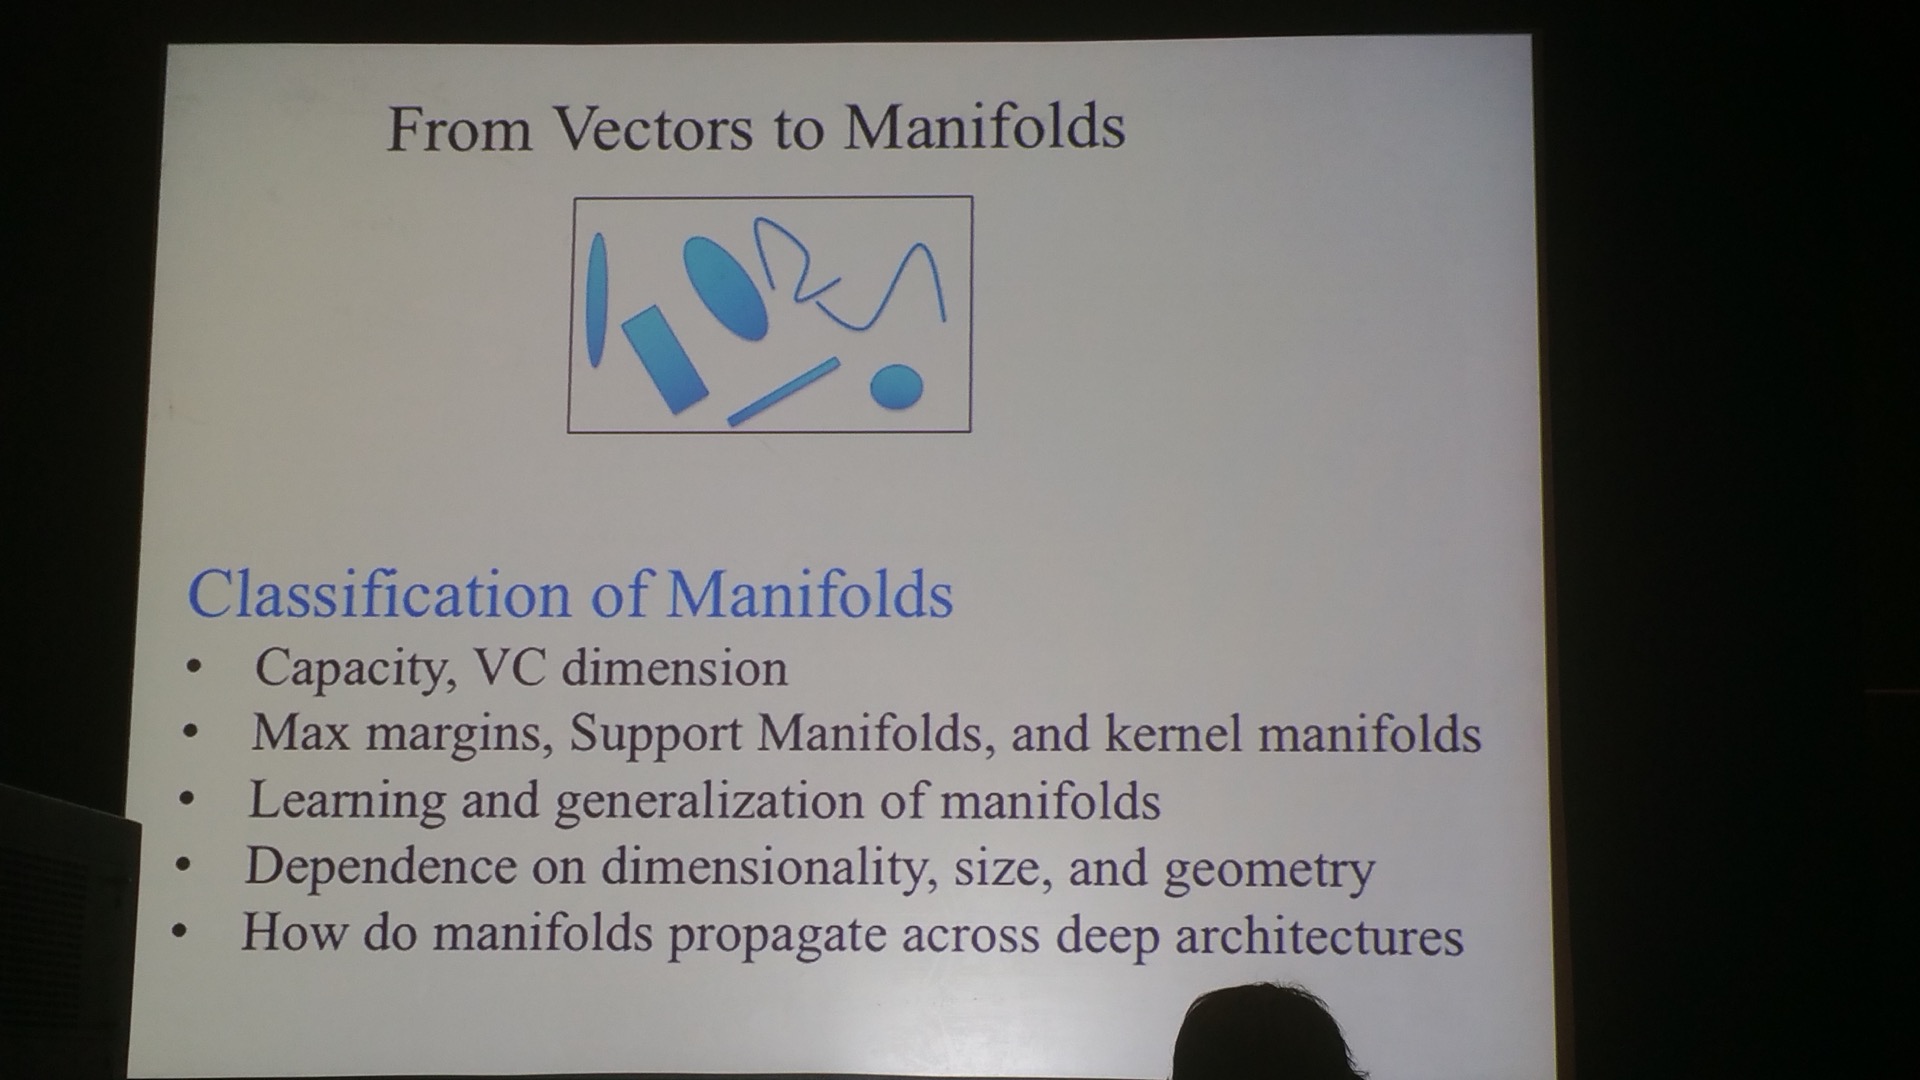 From Vectors to Manifolds
Classification of Manifolds
• Capacity, VC dimension
• Max margins, Support Manifolds, and kernel manifolds
• Learning and generalization of manifolds
• Dependence on dimensionality, size, and geometry
• How do manifolds propagate across deep architectures